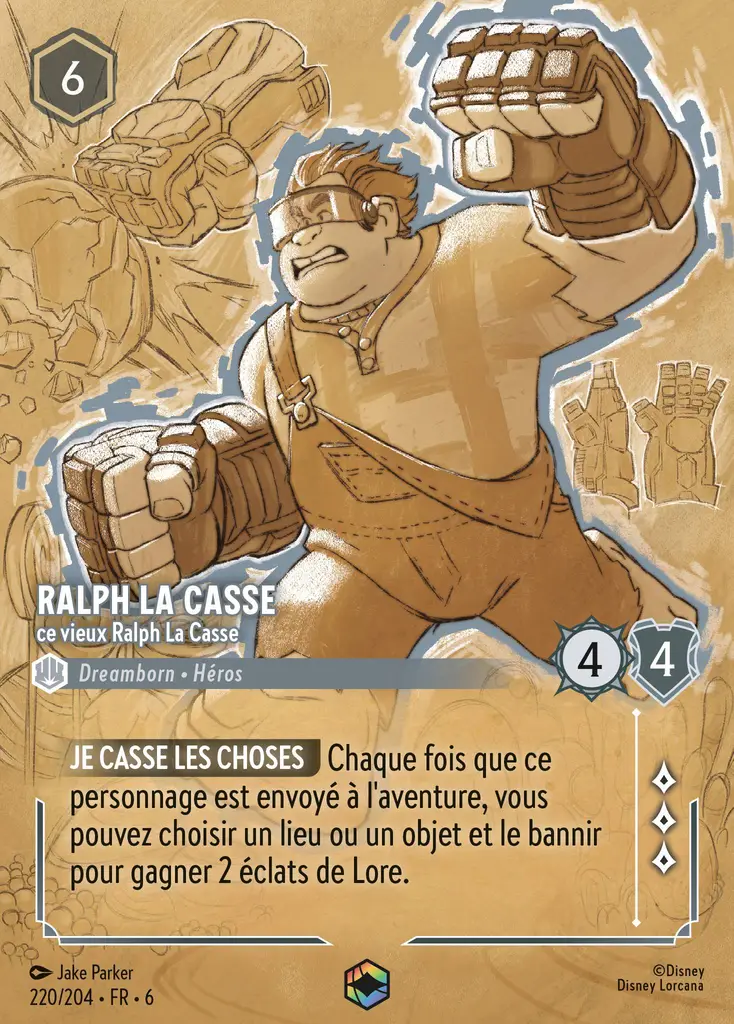 6
RALPH LA CASSE
ce vieux Ralph La Casse
Dreamborn • Héros
4 4
JE CASSE LES CHOSES Chaque fois que ce
personnage est envoyé à l'aventure, vous
pouvez choisir un lieu ou un objet et le bannir
pour gagner 2 éclats de Lore.
Jake Parker
220/204 • FR • 6
©Disney
Disney Lorcana